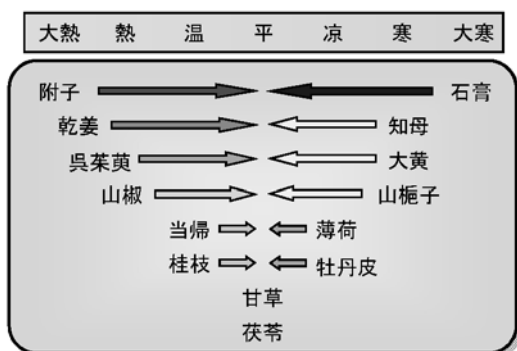 大熱 熱 温 平 凉 寒 大寒
附子 石膏
乾姜 知母
呉茱萸 大黄
山椒 山梔子
当帰 薄荷
桂枝 牡丹皮
甘草
茯苓